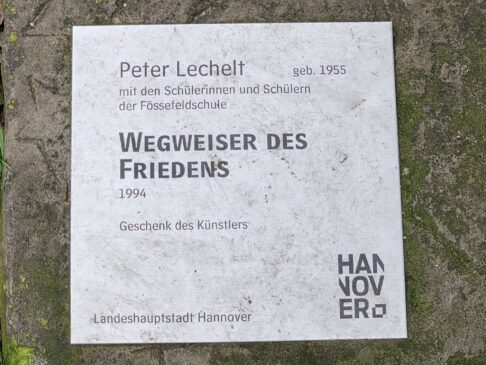 Peter Lechelt geb. 1955
mit den Schülerinnen und Schülern
der Fössefeldschule
WEGWEISER DES
FRIEDENS
1994
Geschenk des Künstlers
HAN
NOV
ER
Landeshauptstadt Hannover